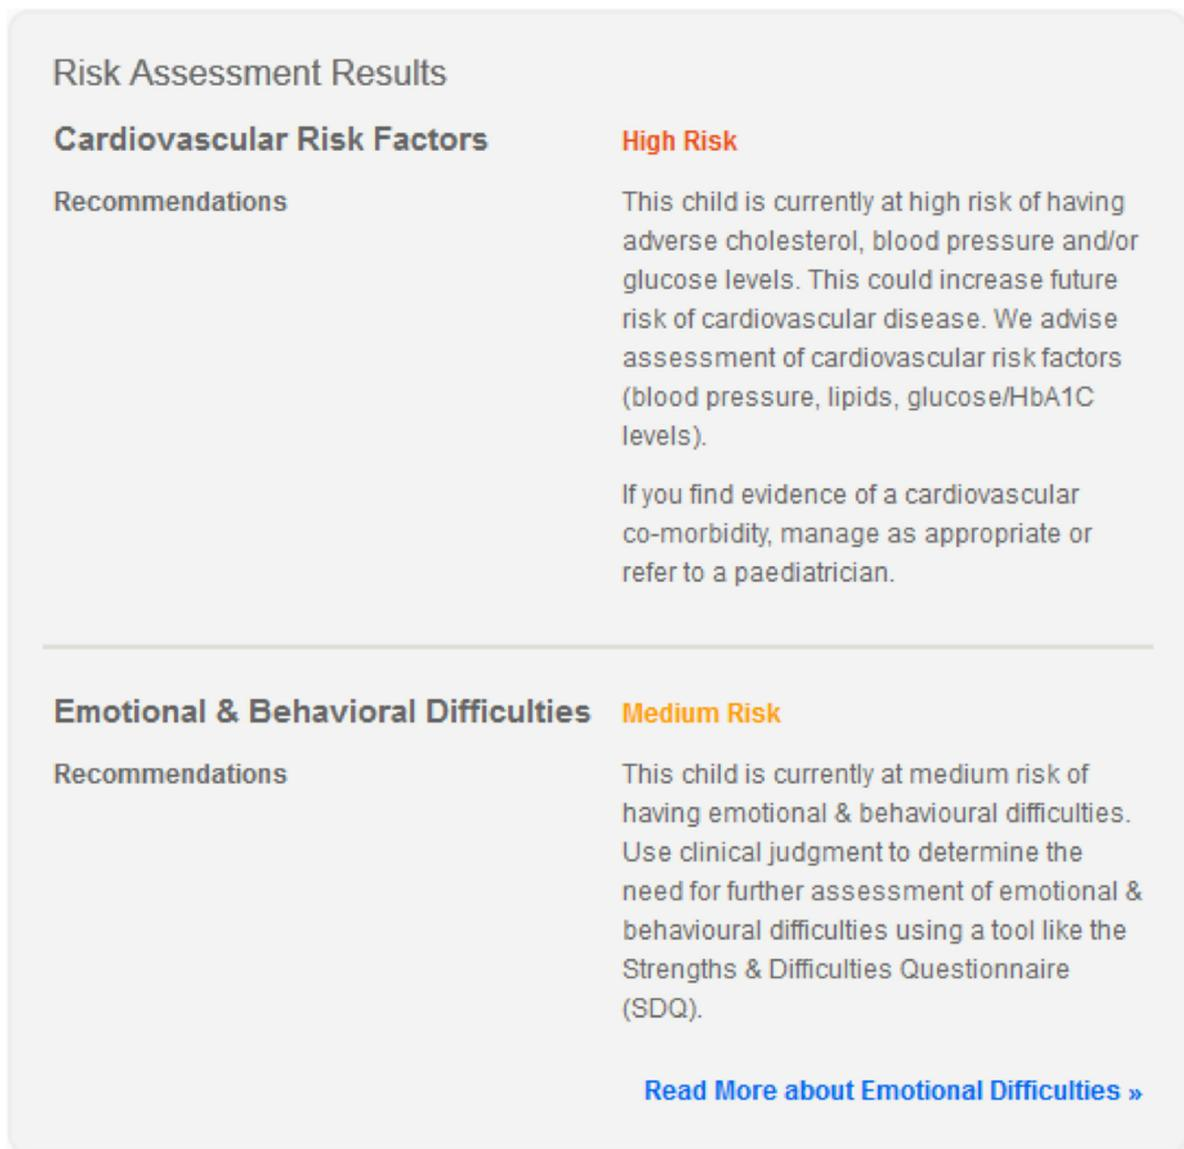 Risk Assessment Results
Cardiovascular Risk Factors
High Risk
Recommendations
This child is currently at high risk of having
adverse cholesterol, blood pressure and/or
glucose levels. This could increase future
risk of cardiovascular disease. We advise
assessment of cardiovascular risk factors
(blood pressure, lipids, glucose/HbA1C
levels).
If you find evidence of a cardiovascular
co-morbidity, manage as appropriate or
refer to a paediatrician.
Emotional & Behavioral Difficulties
Medium Risk
Recommendations
This child is currently at medium risk of
having emotional & behavioural difficulties.
Use clinical judgment to determine the
need for further assessment of emotional &
behavioural difficulties using a tool like the
Strengths & Difficulties Questionnaire
(SDQ).
Read More about Emotional Difficulties »